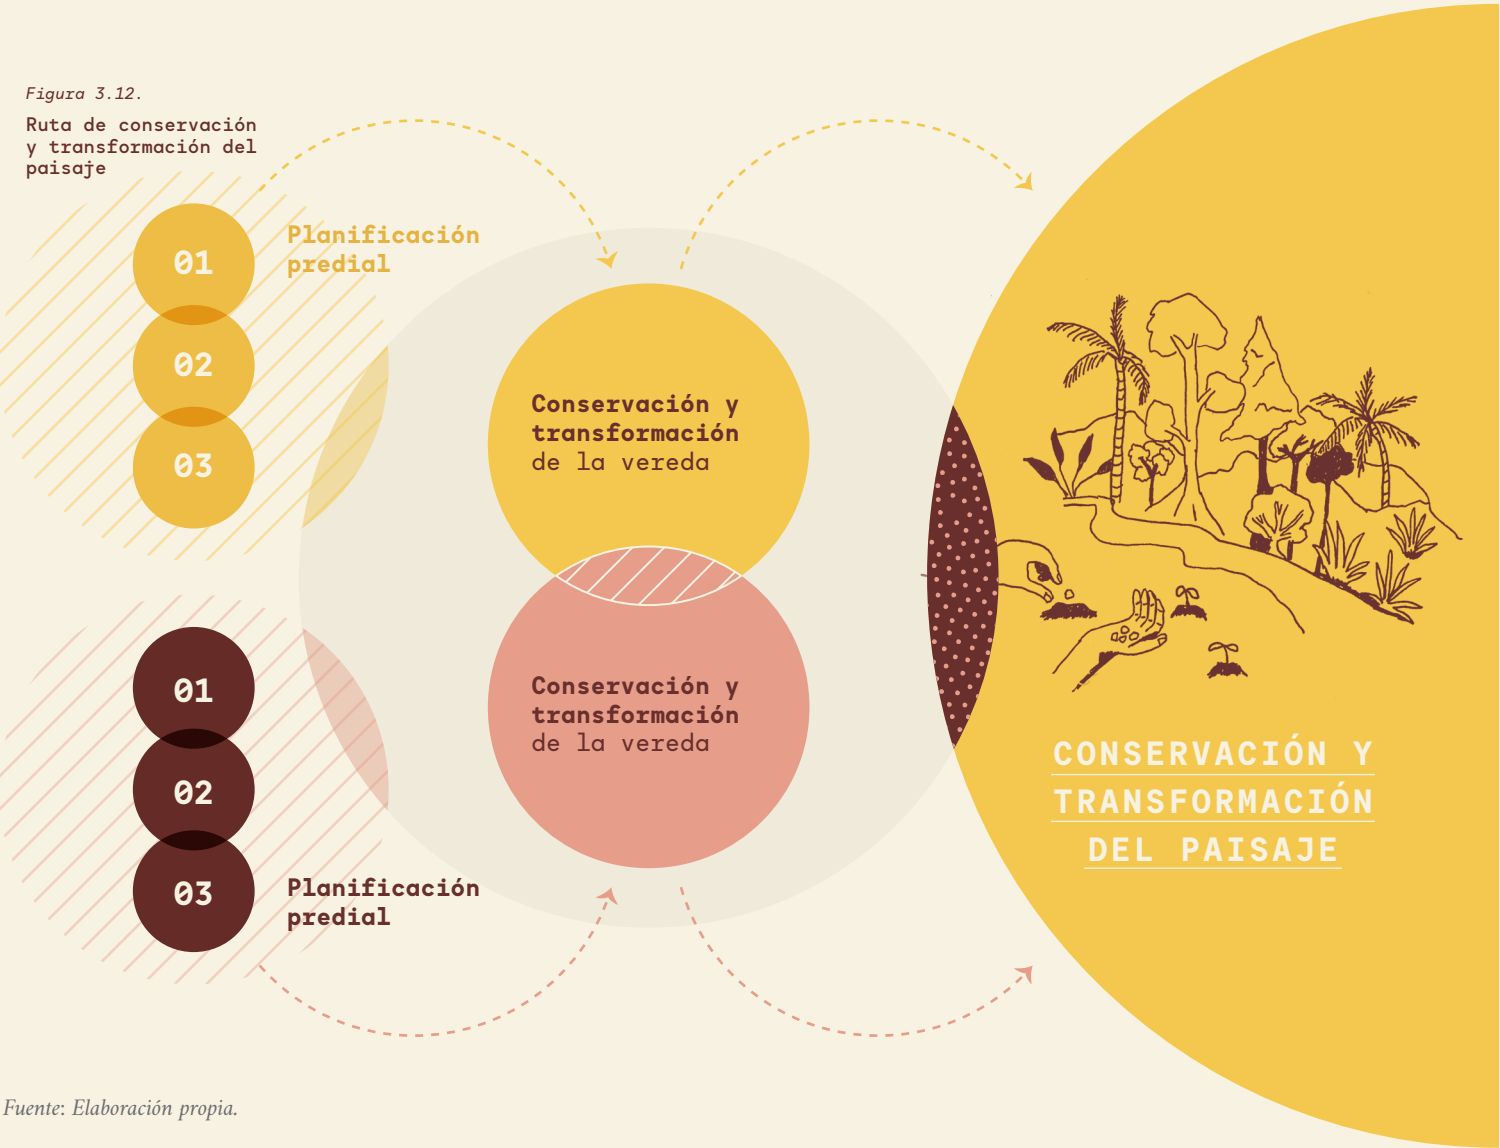 Figura 3.12.
Ruta de conservación
y transformación del
paisaje
01
02
03
Planificación
predial
Conservación y
transformación
de la vereda
01
02
03
Planificación
predial
Conservación y
transformación
de la vereda
CONSERVACIÓN Y
TRANSFORMACIÓN
DEL PAISAJE
Fuente: Elaboración propia.